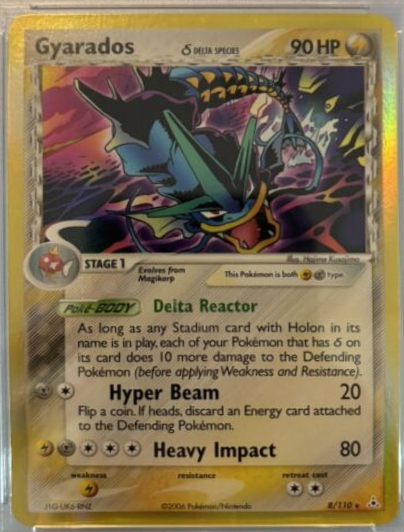 Gyarados δ DELTA SPECIES 90 HP
Illus. Hajime Kusajima
STAGE 1 Evolves from Magikarp This Pokémon is both type.
Poké-BODY Delta Reactor
As long as any Stadium card with Holon in its
name is in play, each of your Pokémon that has δ on
its card does 10 more damage to the Defending
Pokémon (before applying Weakness and Resistance).
Hyper Beam 20
Flip a coin. If heads, discard an Energy card attached
to the Defending Pokémon.
Heavy Impact 80
weakness resistance retreat cost
©2006 Pokémon/Nintendo 8/110